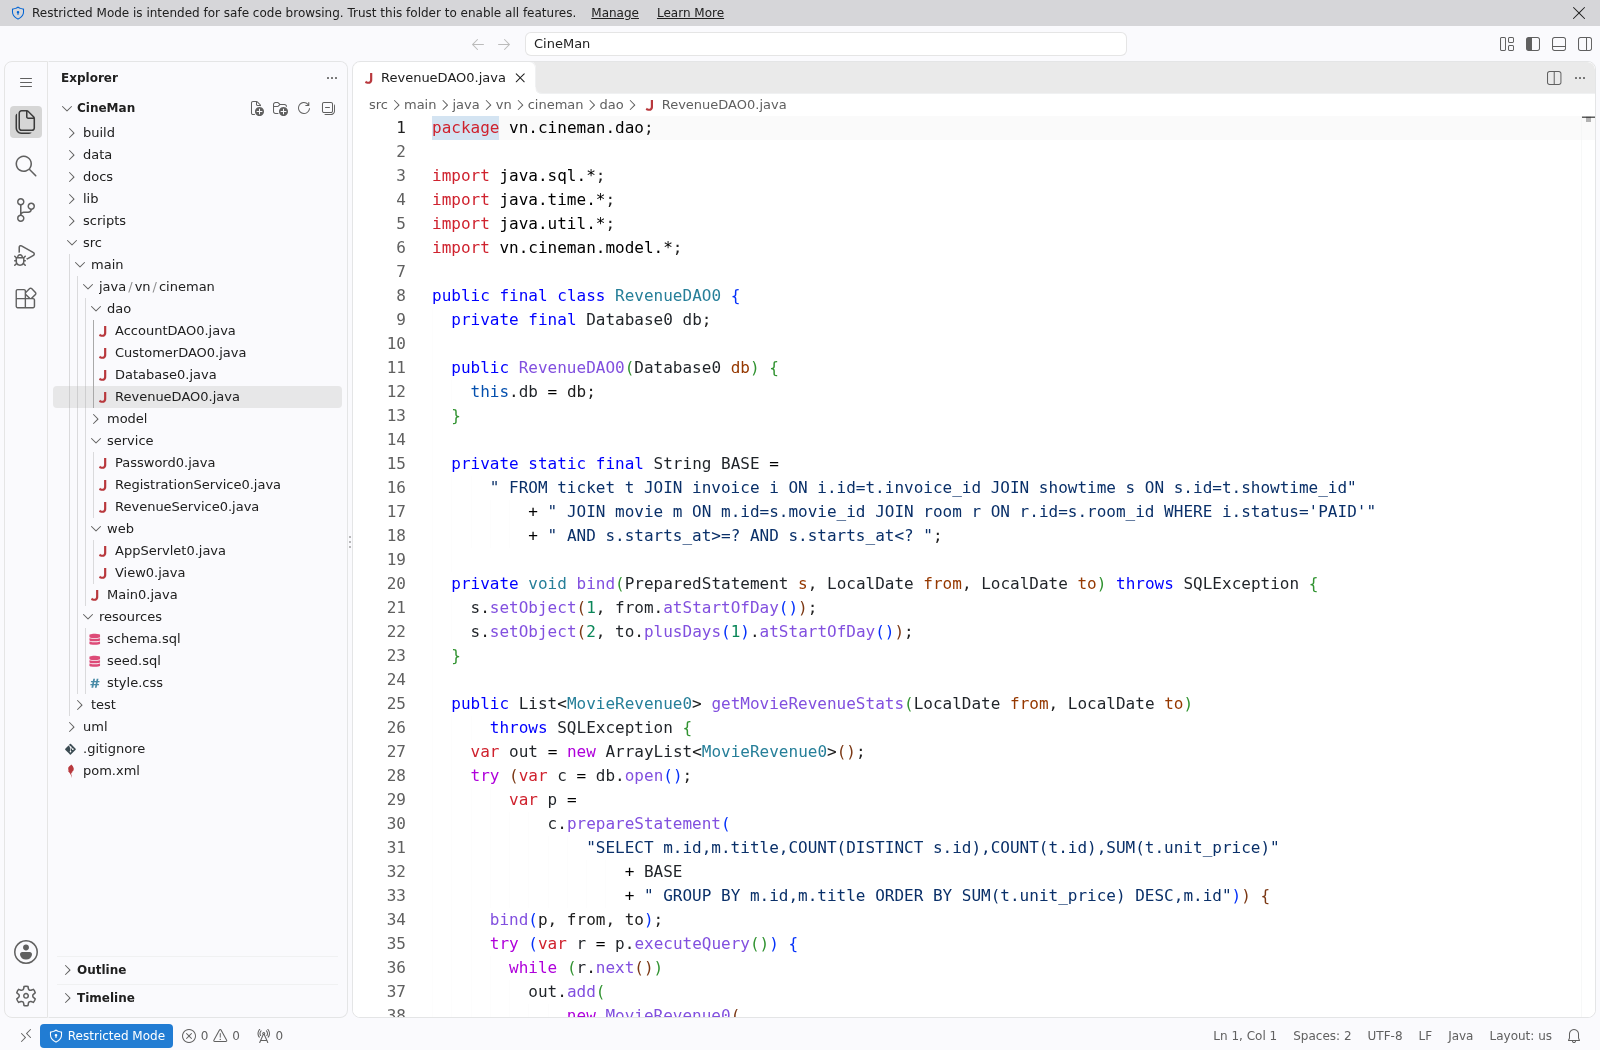 Restricted Mode is intended for safe code browsing. Trust this folder to enable all features. Manage Learn More
CineMan
Explorer
CineMan
build
data
docs
lib
scripts
src
main
java/vn/cineman
dao
AccountDAO0.java
CustomerDAO0.java
Database0.java
RevenueDAO0.java
model
service
Password0.java
RegistrationService0.java
RevenueService0.java
web
AppServlet0.java
View0.java
Main0.java
resources
schema.sql
seed.sql
style.css
test
uml
.gitignore
pom.xml
Outline
Timeline
RevenueDAO0.java
src > main > java > vn > cineman > dao > RevenueDAO0.java
1 package vn.cineman.dao;
2
3 import java.sql.*;
4 import java.time.*;
5 import java.util.*;
6 import vn.cineman.model.*;
7
8 public final class RevenueDAO0 {
9   private final Database0 db;
10
11   public RevenueDAO0(Database0 db) {
12     this.db = db;
13   }
14
15   private static final String BASE =
16       " FROM ticket t JOIN invoice i ON i.id=t.invoice_id JOIN showtime s ON s.id=t.showtime_id"
17           + " JOIN movie m ON m.id=s.movie_id JOIN room r ON r.id=s.room_id WHERE i.status='PAID'"
18           + " AND s.starts_at>=? AND s.starts_at<? ";
19
20   private void bind(PreparedStatement s, LocalDate from, LocalDate to) throws SQLException {
21     s.setObject(1, from.atStartOfDay());
22     s.setObject(2, to.plusDays(1).atStartOfDay());
23   }
24
25   public List<MovieRevenue0> getMovieRevenueStats(LocalDate from, LocalDate to)
26       throws SQLException {
27     var out = new ArrayList<MovieRevenue0>();
28     try (var c = db.open();
29         var p =
30             c.prepareStatement(
31                 "SELECT m.id,m.title,COUNT(DISTINCT s.id),COUNT(t.id),SUM(t.unit_price)"
32                     + BASE
33                     + " GROUP BY m.id,m.title ORDER BY SUM(t.unit_price) DESC,m.id")) {
34       bind(p, from, to);
35       try (var r = p.executeQuery()) {
36         while (r.next())
37           out.add(
38               new MovieRevenue0(
Restricted Mode 0 0 0 Ln 1, Col 1 Spaces: 2 UTF-8 LF Java Layout: us